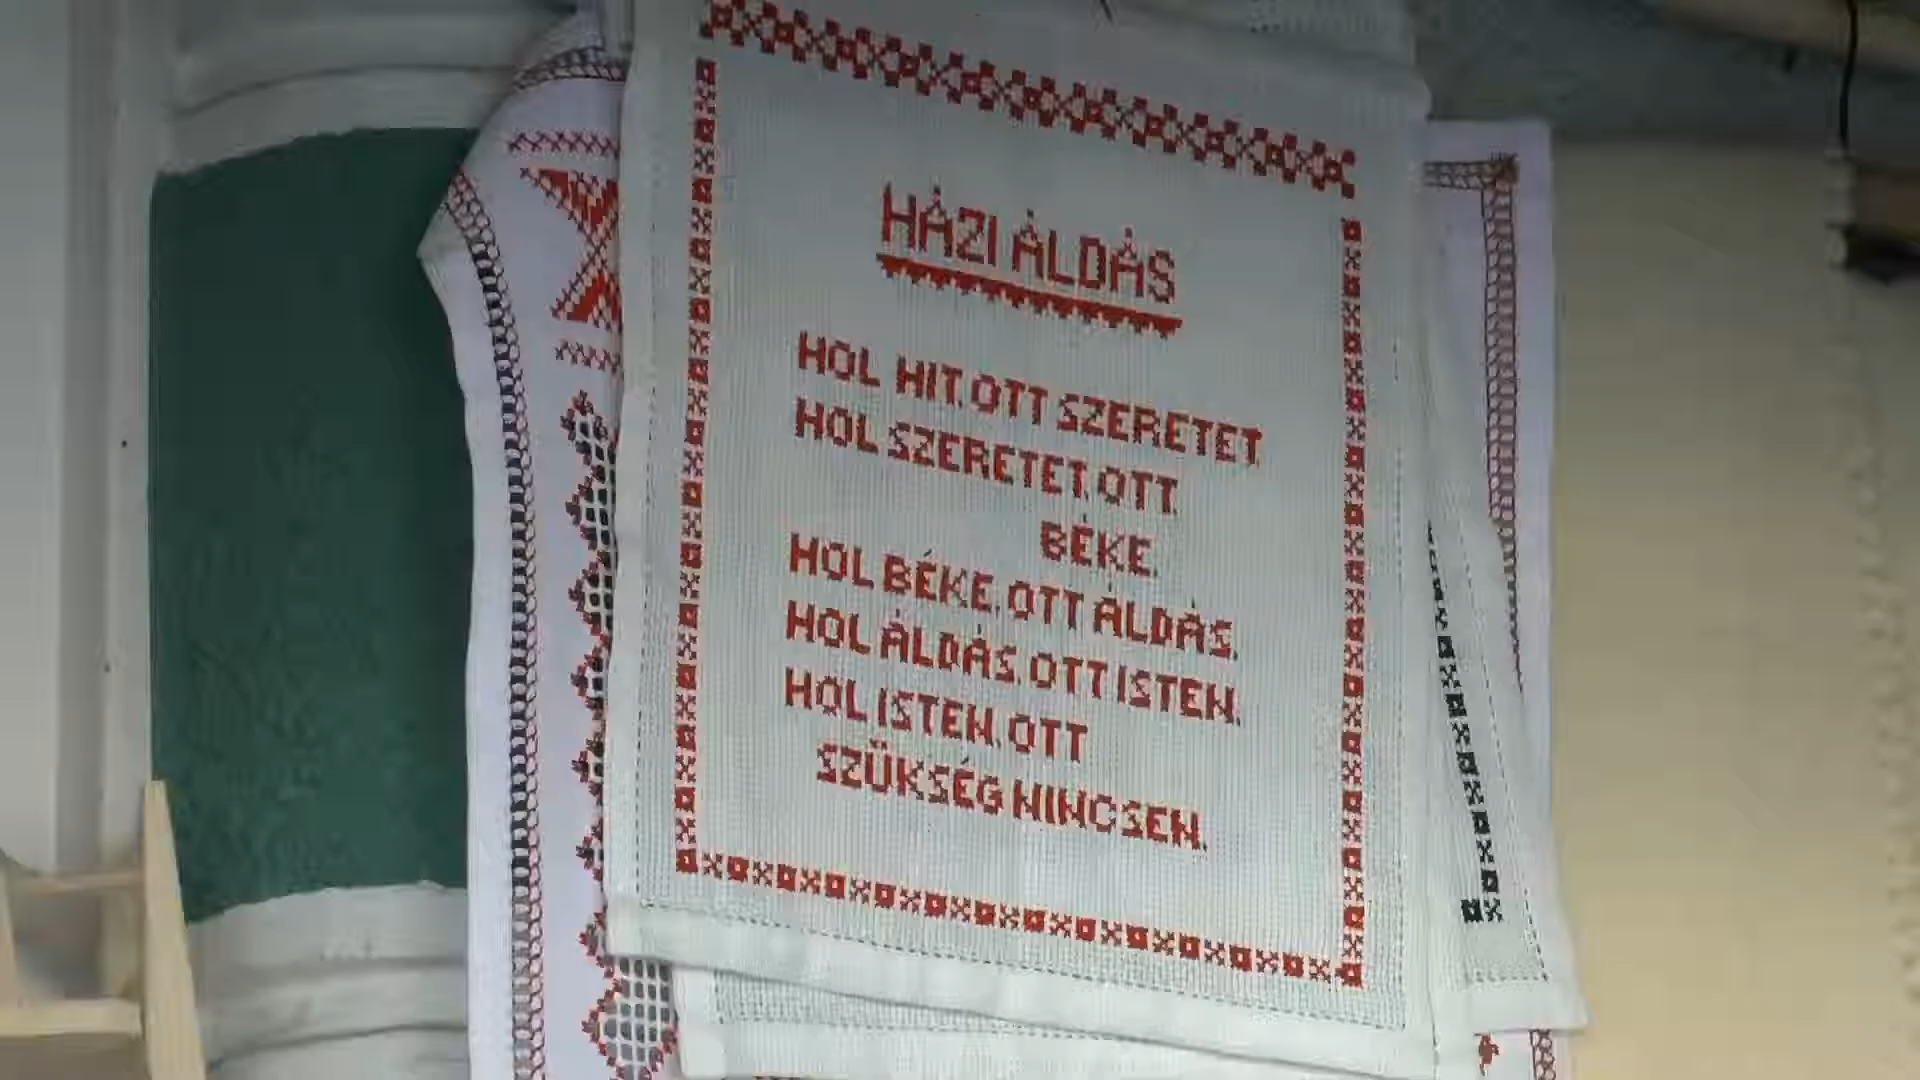 HÁZI ÁLDÁS
HOL HIT, OTT SZERETET,
HOL SZERETET, OTT
BÉKE,
HOL BÉKE, OTT ÁLDÁS,
HOL ÁLDÁS, OTT ISTEN,
HOL ISTEN, OTT
SZÜKSÉG NINCSEN.